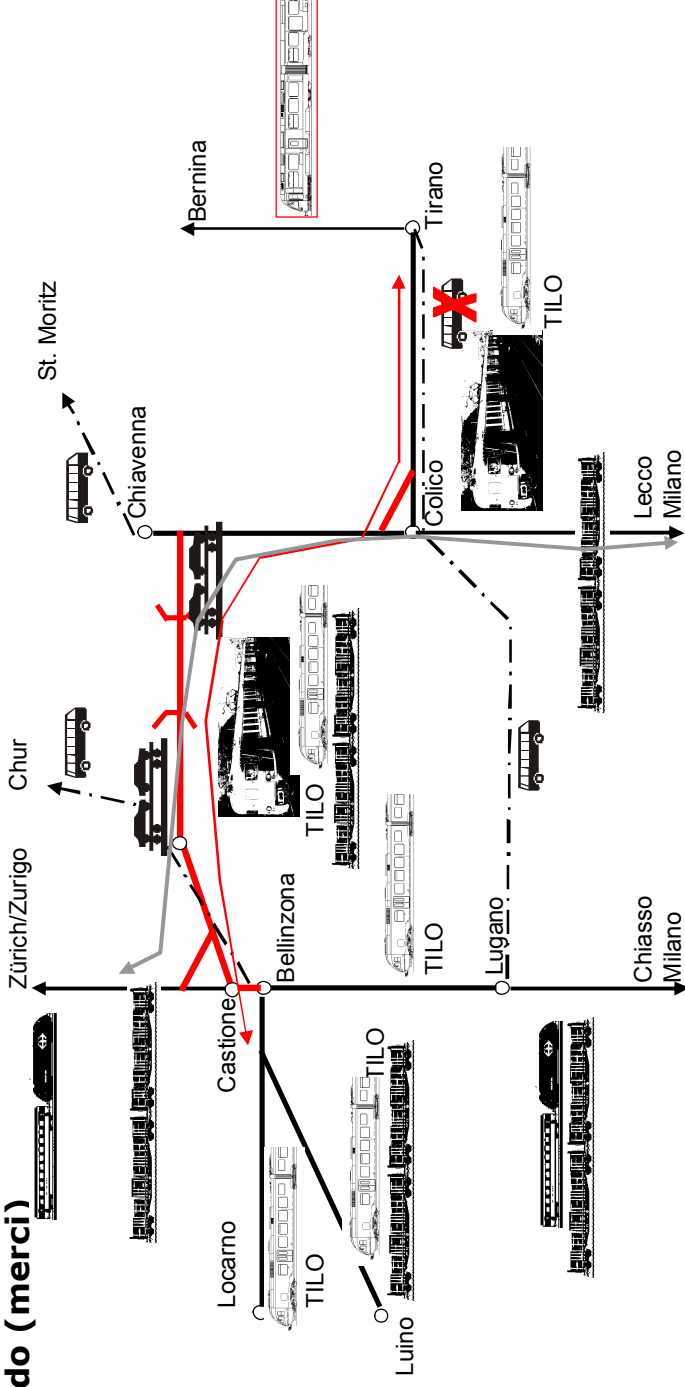 do (merci)
Zürich/Zurigo
Chur
St. Moritz
Bernina
Chiavenna
Castione
Bellinzona
Locarno
TILO
Luino
TILO
TILO
TILO
Lugano
Chiasso
Milano
Colico
Tirano
TILO
Lecco
Milano